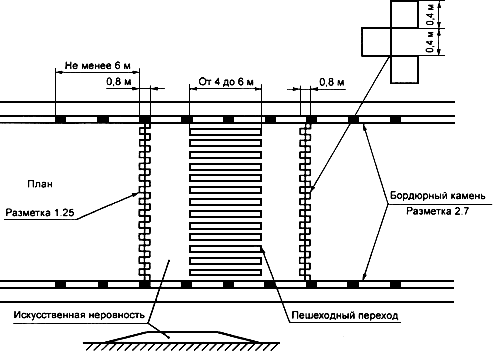 0,4 м
0,4 м
Не менее 6 м
0,8 м
От 4 до 6 м
0,8 м
План
Разметка 1.25
Бордюрный камень
Разметка 2.7
Искусственная неровность
Пешеходный переход